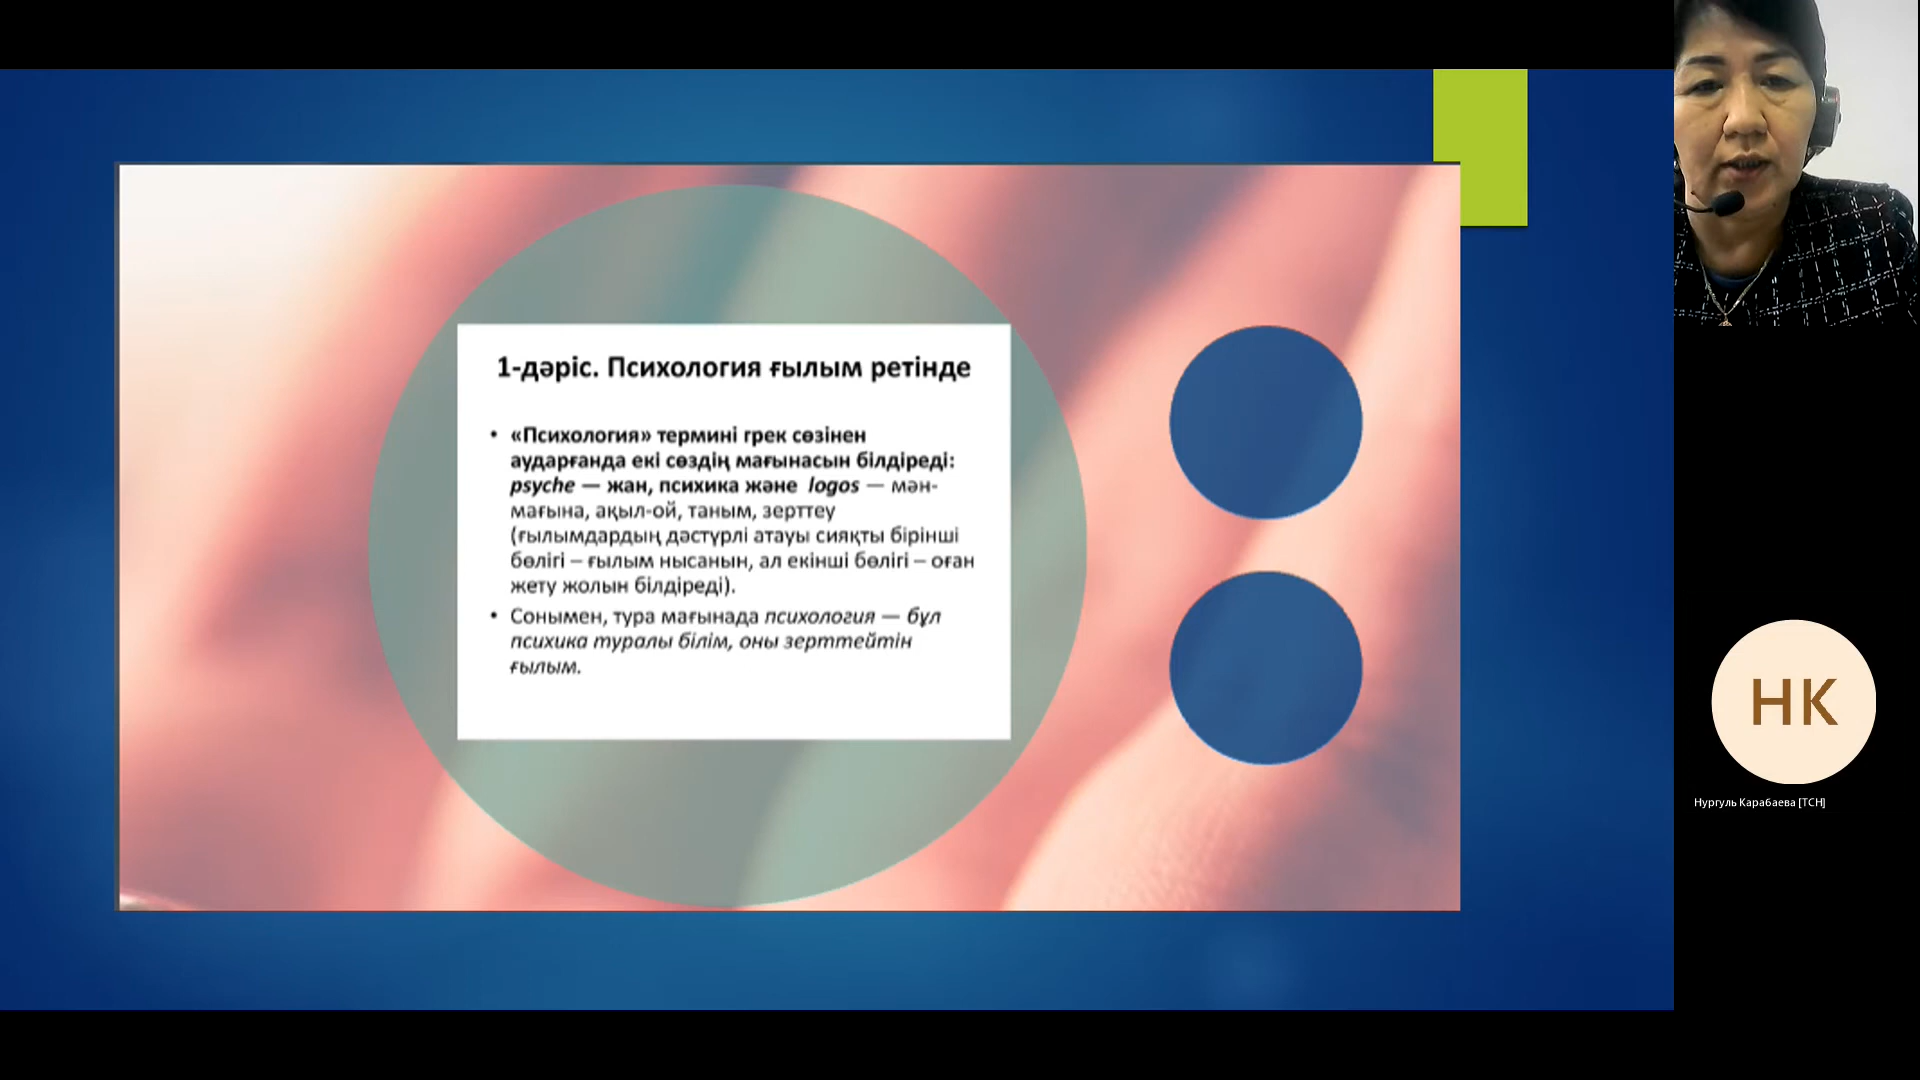 1-дәріс. Психология ғылым ретінде
• «Психология» термині грек сөзінен
аударғанда екі сөздің мағынасын білдіреді:
psyche — жан, психика және logos — мән-
мағына, ақыл-ой, таным, зерттеу
(ғылымдардың дәстүрлі атауы сияқты бірінші
бөлігі – ғылым нысанын, ал екінші бөлігі – оған
жету жолын білдіреді).
• Сонымен, тура мағынада психология — бұл
психика туралы білім, оны зерттейтін
ғылым.
НК
Нургуль Карабаева [ТСН]